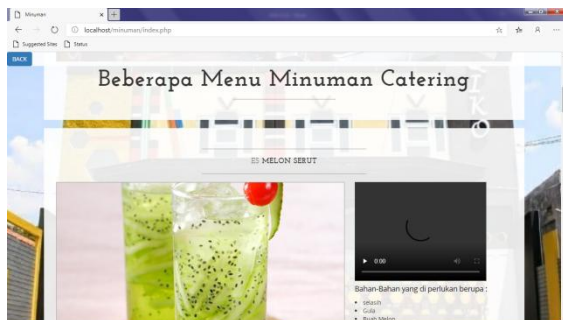 Minuman
localhost/minuman/index.php
Suggested Sites Status
BACK
Beberapa Menu Minuman Catering
ES MELON SERUT
0:00
Bahan-Bahan yang di perlukan berupa :
selasih
Gula
Buah Melon